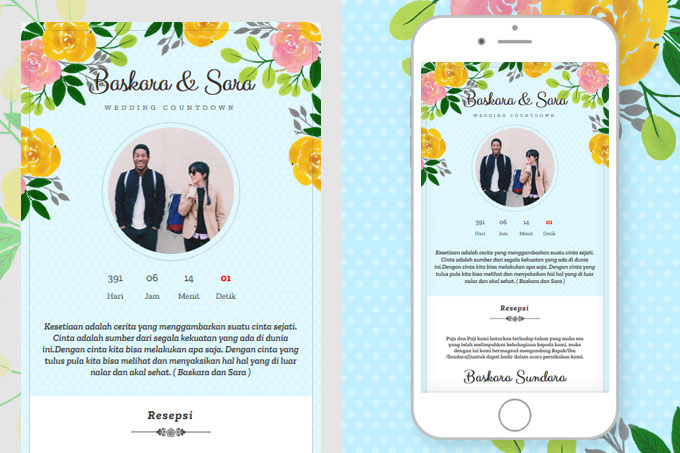 Baskara & Sara
WEDDING COUNTDOWN
391 06 14 01
Hari Jam Menit Detik
Kesetiaan adalah cerita yang menggambarkan suatu cinta sejati.
Cinta adalah sumber dari segala kekuatan yang ada di dunia
ini.Dengan cinta kita bisa melakukan apa saja. Dengan cinta yang
tulus pula kita bisa melihat dan menyaksikan hal hal yang di luar
nalar dan akal sehat. ( Baskara dan Sara )
Resepsi
Baskara & Sara
WEDDING COUNTDOWN
391 06 14 01
Hari Jam Menit Detik
Kesetiaan adalah cerita yang menggambarkan suatu cinta sejati.
Cinta adalah sumber dari segala kekuatan yang ada di dunia
ini.Dengan cinta kita bisa melakukan apa saja. Dengan cinta yang
tulus pula kita bisa melihat dan menyaksikan hal hal yang di luar
nalar dan akal sehat. ( Baskara dan Sara )
Resepsi
Puja dan Puji kami haturkan terhadap tuhan yang maha esa
yang telah melimpahkan kebahagiaan kepada kami, maka
dengan ini kami bermaksud mengundang Bapak/Ibu
/Saudara(i)untuk dapat hadir dalam acara pernikahan kami.
Baskara Sundara